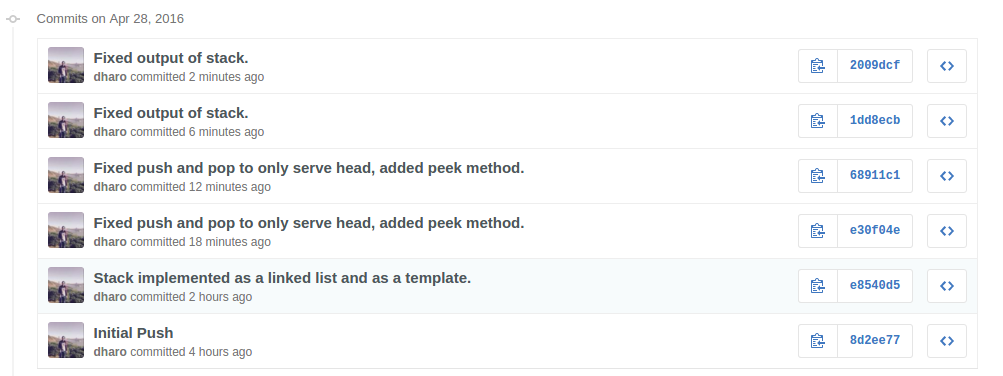 Commits on Apr 28, 2016
Fixed output of stack.
dharo committed 2 minutes ago
2009dcf
Fixed output of stack.
dharo committed 6 minutes ago
1dd8ecb
Fixed push and pop to only serve head, added peek method.
dharo committed 12 minutes ago
68911c1
Fixed push and pop to only serve head, added peek method.
dharo committed 18 minutes ago
e30f04e
Stack implemented as a linked list and as a template.
dharo committed 2 hours ago
e8540d5
Initial Push
dharo committed 4 hours ago
8d2ee77